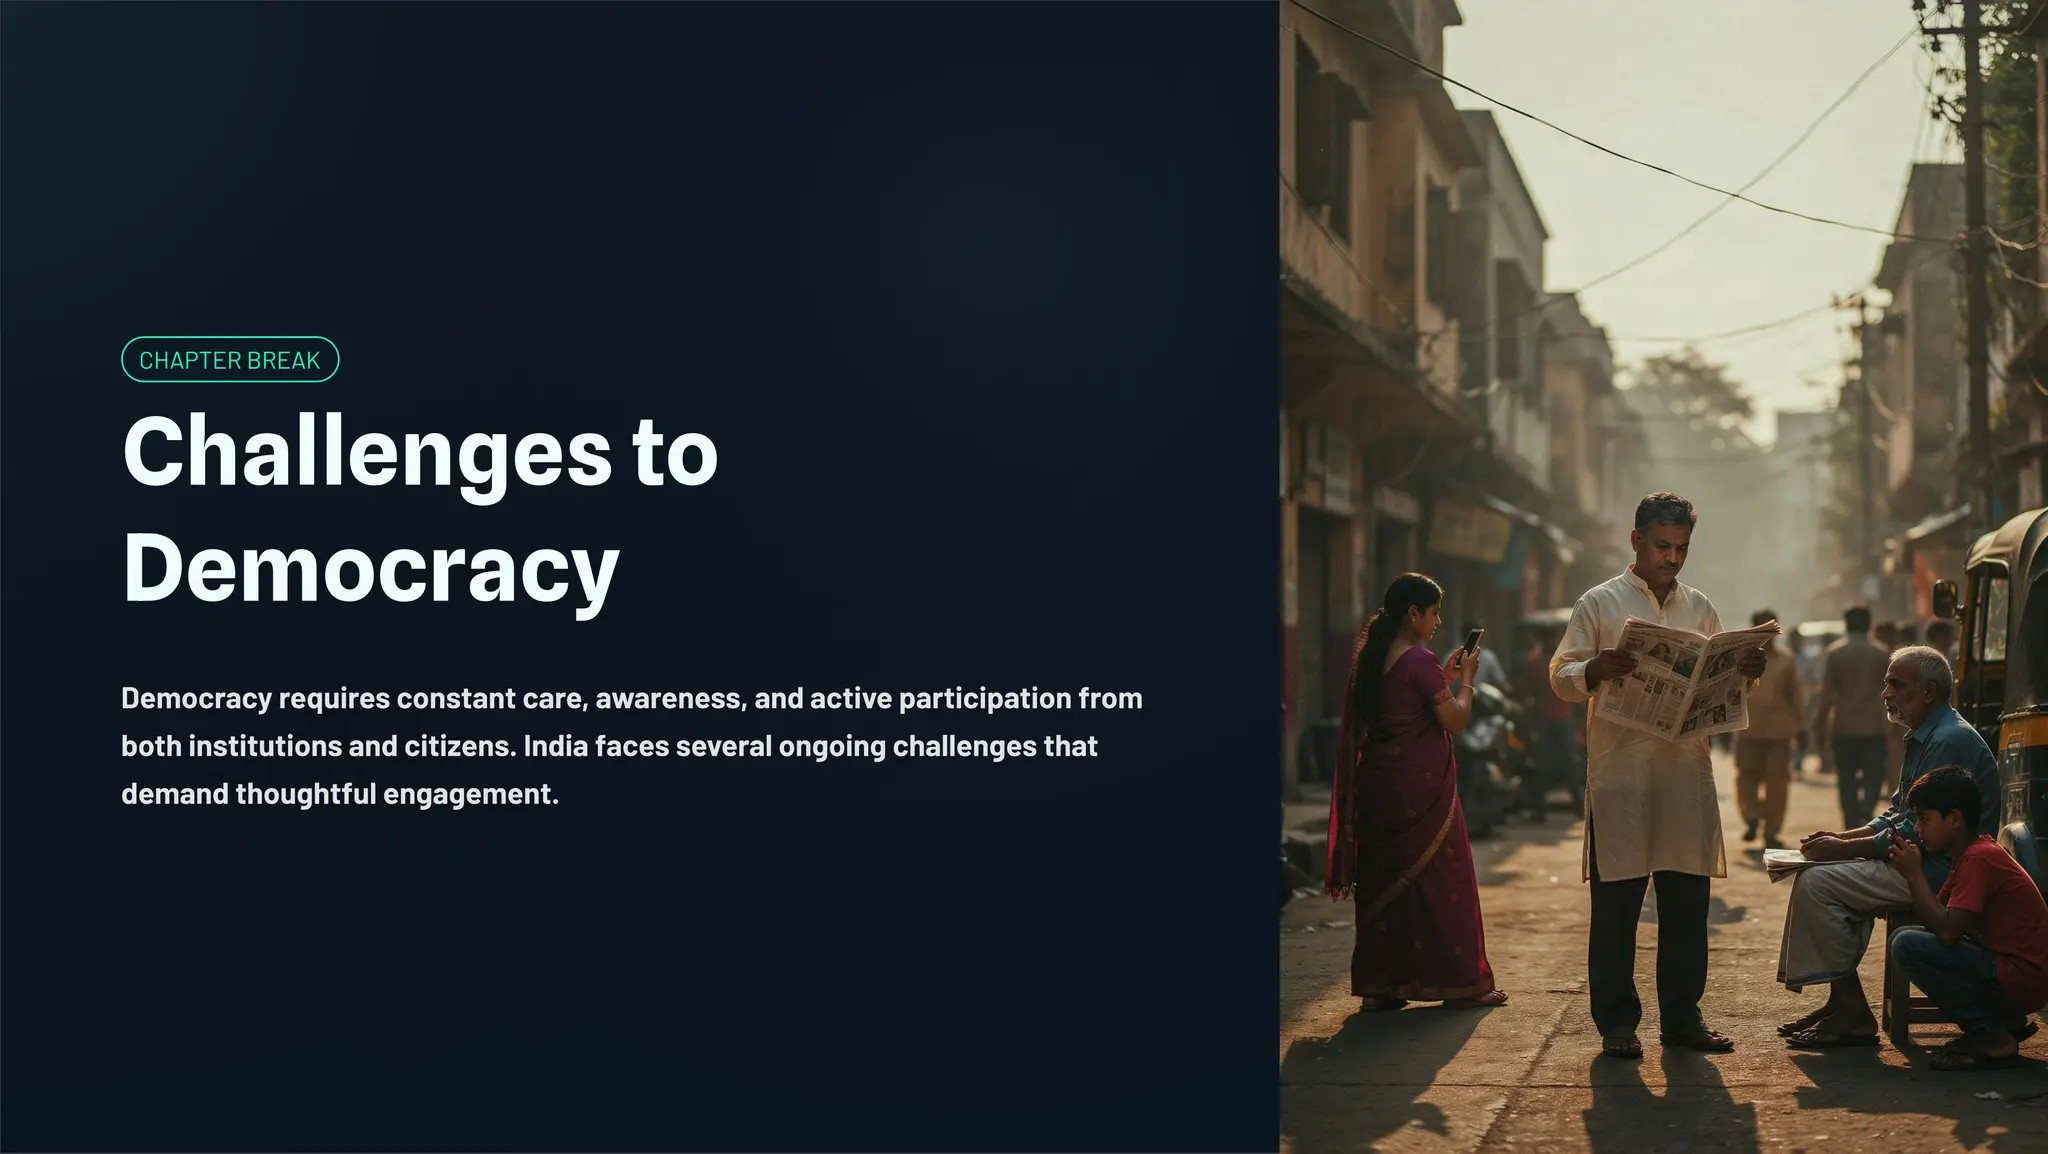 CHAPTER BREAK
Challenges to
Democracy
Democracy requires constant care, awareness, and active participation from
both institutions and citizens. India faces several ongoing challenges that
demand thoughtful engagement.